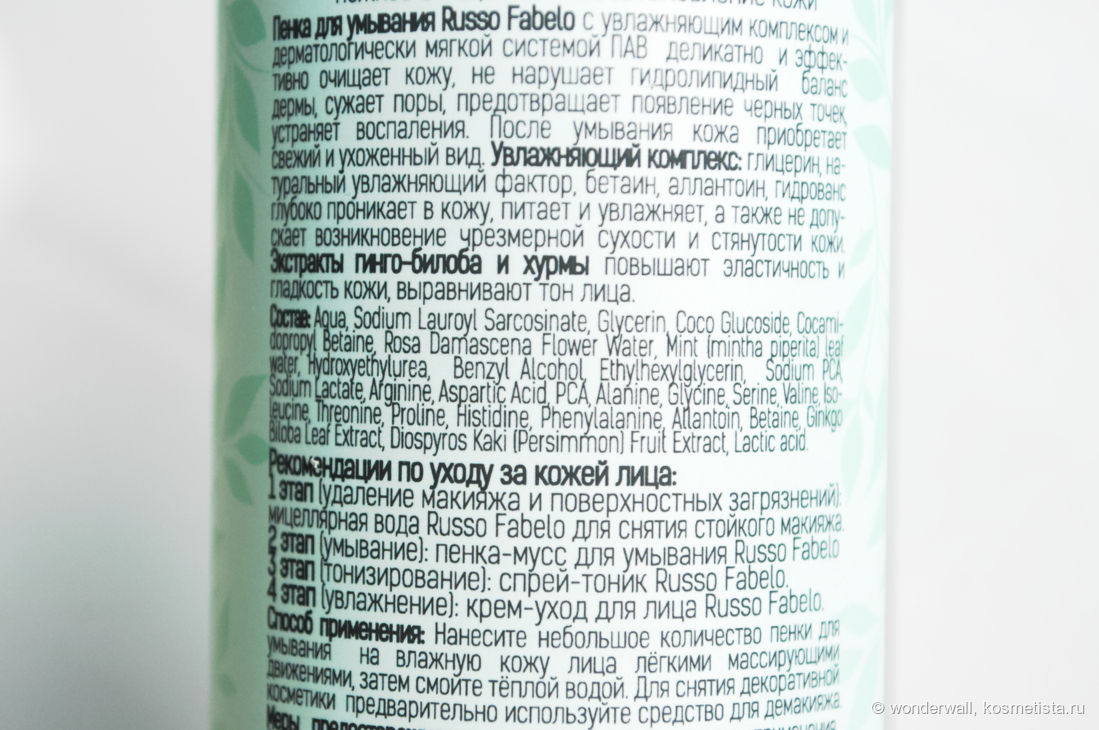 кожи
Пенка для умывания Russo Fabelo с увлажняющим комплексом и
дерматологически мягкой системой ПАВ деликатно и эффек-
тивно очищает кожу, не нарушает гидролипидный баланс
дермы, сужает поры, предотвращает появление черных точек,
устраняет воспаления. После умывания кожа приобретает
свежий и ухоженный вид. Увлажняющий комплекс: глицерин, на-
туральный увлажняющий фактор, бетаин, аллантоин, гидрованс
глубоко проникает в кожу, питает и увлажняет, а также не допу-
скает возникновение чрезмерной сухости и стянутости кожи.
Экстракты гинго-билоба и хурмы повышают эластичность и
гладкость кожи, выравнивают тон лица.
Состав: Aqua, Sodium Lauroyl Sarcosinate, Glycerin, Coco Glucoside, Cocami-
dopropyl Betaine, Rosa Damascena Flower Water, Mint (mintha piperita) leaf
water, Hydroxyethylurea, Benzyl Alcohol, Ethylhexylglycerin, Sodium PCA,
Sodium Lactate, Arginine, Aspartic Acid, PCA, Alanine, Glycine, Serine, Valine, Iso-
leucine, Threonine, Proline, Histidine, Phenylalanine, Allantoin, Betaine, Ginkgo
Biloba Leaf Extract, Diospyros Kaki (Persimmon) Fruit Extract, Lactic acid.
Рекомендации по уходу за кожей лица:
1 этап (удаление макияжа и поверхностных загрязнений):
мицеллярная вода Russo Fabelo для снятия стойкого макияжа.
2 этап (умывание): пенка-мусс для умывания Russo Fabelo
3 этап (тонизирование): спрей-тоник Russo Fabelo.
4 этап (увлажнение): крем-уход для лица Russo Fabelo.
Способ применения: Нанесите небольшое количество пенки для
умывания на влажную кожу лица лёгкими массирующими
движениями, затем смойте тёплой водой. Для снятия декоративной
косметики предварительно используйте средство для демакияжа.
Меры
© wonderwall, kosmetista.ru